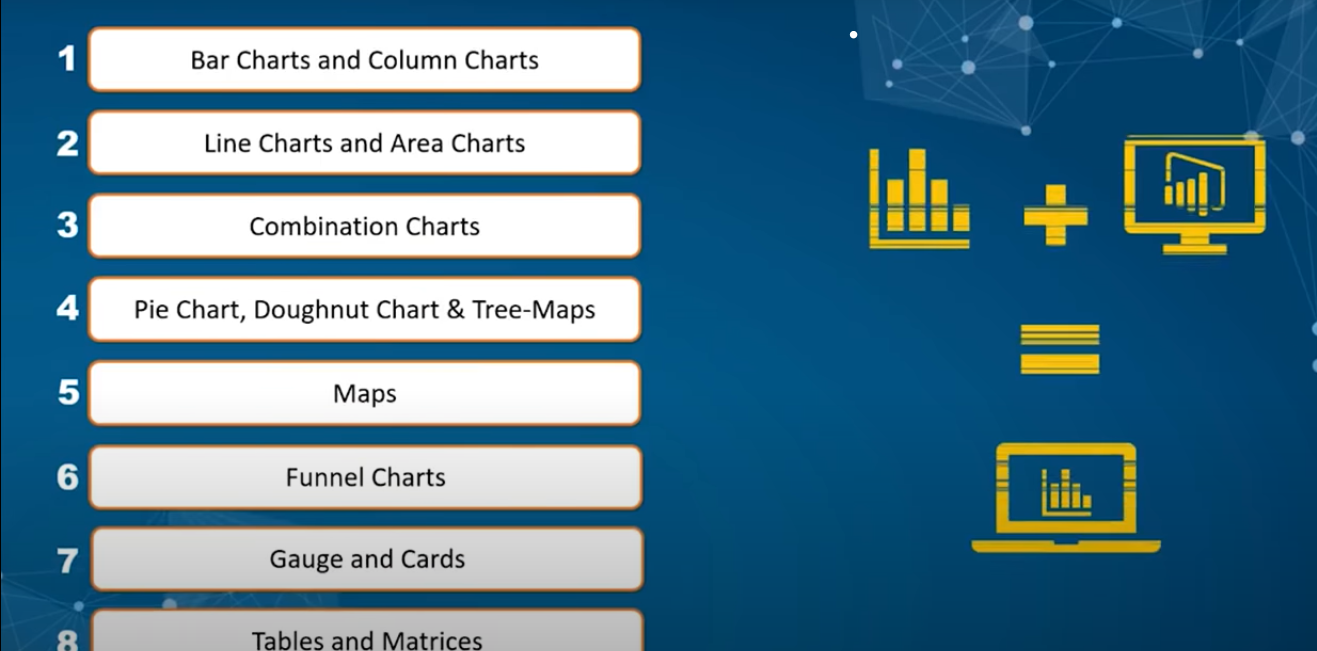 1 Bar Charts and Column Charts
2 Line Charts and Area Charts
3 Combination Charts
4 Pie Chart, Doughnut Chart & Tree-Maps
5 Maps
6 Funnel Charts
7 Gauge and Cards
8 Tables and Matrices